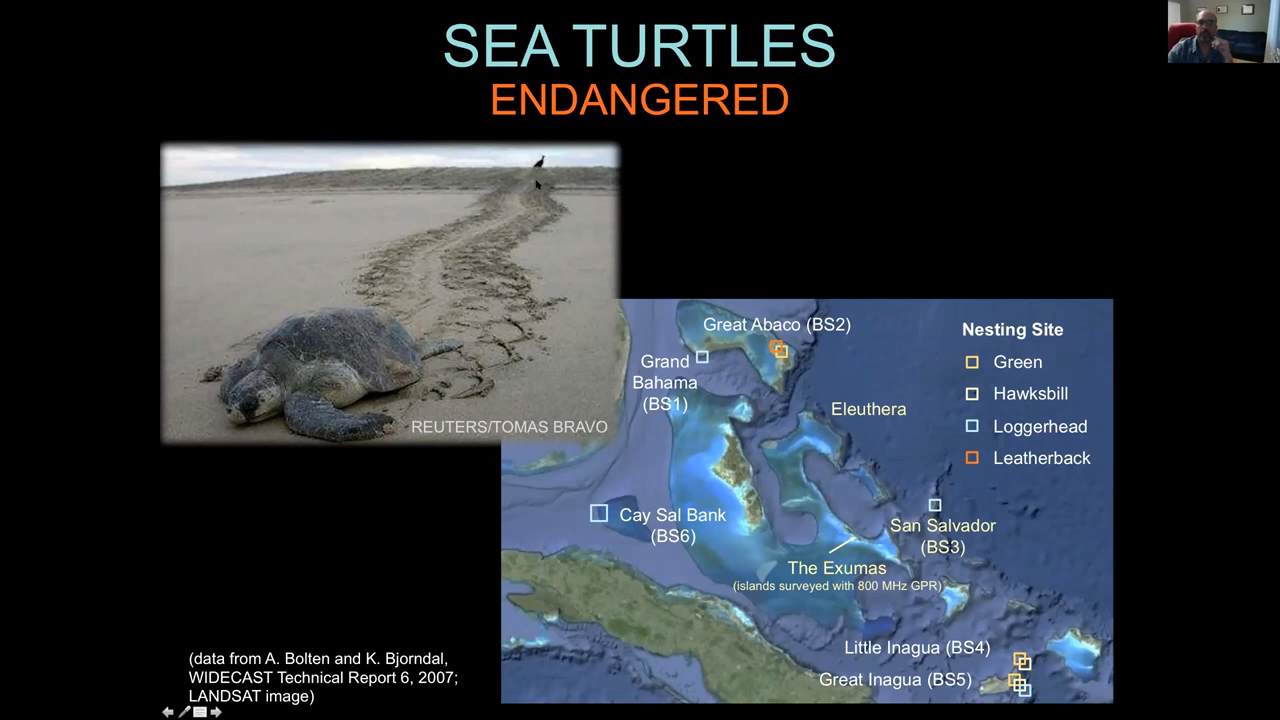 SEA TURTLES
ENDANGERED
REUTERS/TOMAS BRAVO
Great Abaco (BS2)
Grand
Bahama
(BS1)
Eleuthera
Nesting Site
Green
Hawksbill
Loggerhead
Leatherback
Cay Sal Bank
(BS6)
San Salvador
(BS3)
The Exumas
(islands surveyed with 800 MHz GPR)
Little Inagua (BS4)
Great Inagua (BS5)
(data from A. Bolten and K. Bjorndal,
WIDECAST Technical Report 6, 2007;
LANDSAT image)